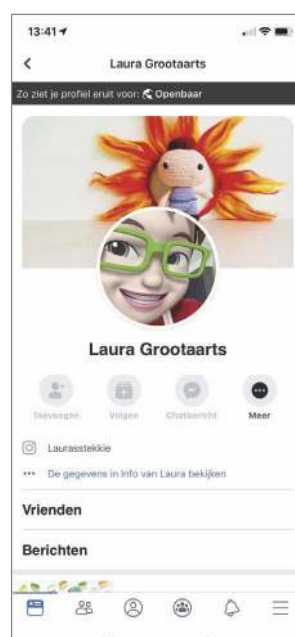 13:41
Laura Grootaarts
Zo ziet je profiel eruit voor: Openbaar
Laura Grootaarts
Toevoegen Volgen Chatbericht Meer
Laurasstekkie
De gegevens in Info van Laura bekijken
Vrienden
Berichten